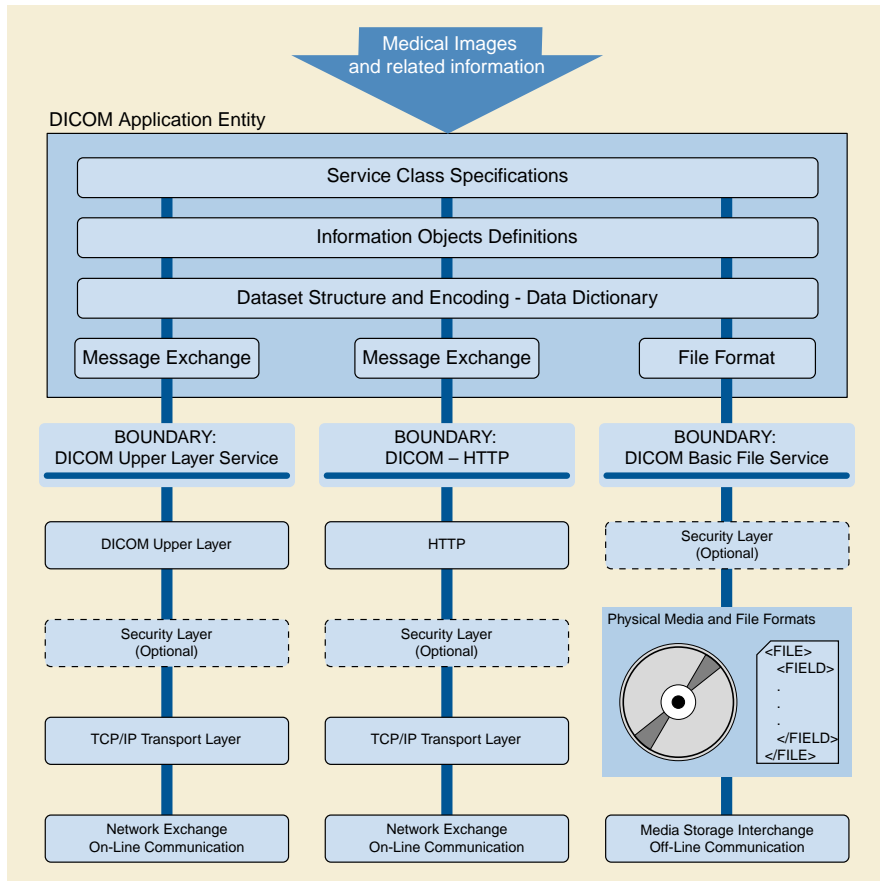 Medical Images
and related information
DICOM Application Entity
Service Class Specifications
Information Objects Definitions
Dataset Structure and Encoding - Data Dictionary
Message Exchange
Message Exchange
File Format
BOUNDARY:
DICOM Upper Layer Service
BOUNDARY:
DICOM – HTTP
BOUNDARY:
DICOM Basic File Service
DICOM Upper Layer
HTTP
Security Layer
(Optional)
Security Layer
(Optional)
Security Layer
(Optional)
Physical Media and File Formats
<FILE>
<FIELD>
.
.
.
</FIELD>
</FILE>
TCP/IP Transport Layer
TCP/IP Transport Layer
Network Exchange
On-Line Communication
Network Exchange
On-Line Communication
Media Storage Interchange
Off-Line Communication